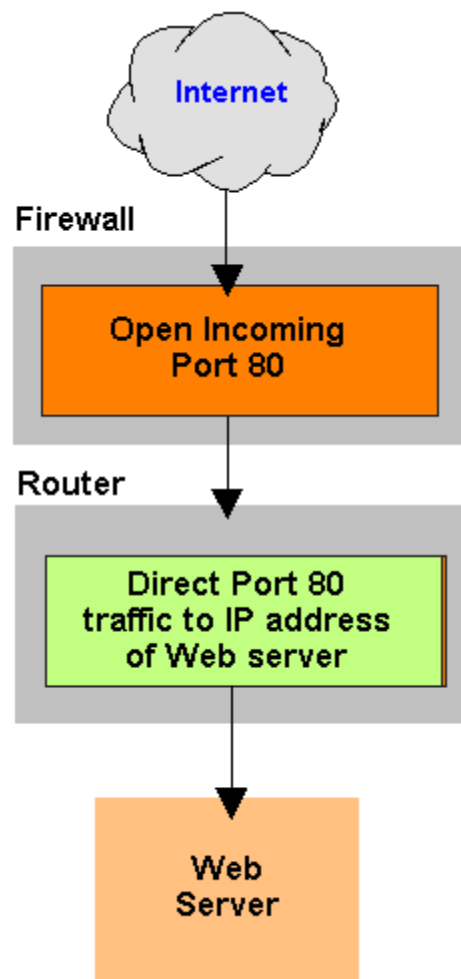 Internet
Firewall
Open Incoming
Port 80
Router
Direct Port 80
traffic to IP address
of Web server
Web
Server